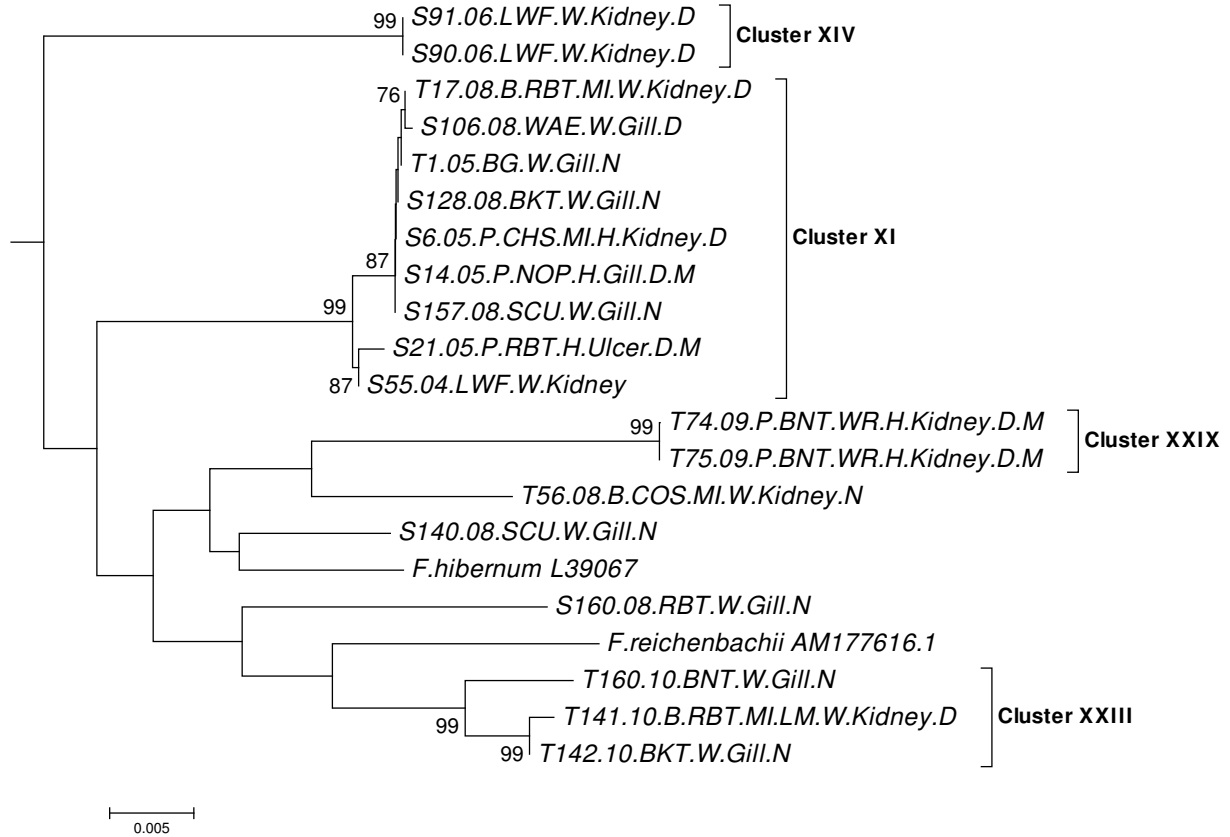 99
S91.06.LWF.W.Kidney.D
S90.06.LWF.W.Kidney.D
Cluster XIV
76
T17.08.B.RBT.MI.W.Kidney.D
S106.08.WAE.W.Gill.D
T1.05.BG.W.Gill.N
S128.08.BKT.W.Gill.N
S6.05.P.CHS.MI.H.Kidney.D
Cluster XI
87
S14.05.P.NOP.H.Gill.D.M
99
S157.08.SCU.W.Gill.N
S21.05.P.RBT.H.Ulcer.D.M
87
S55.04.LWF.W.Kidney
99
T74.09.P.BNT.WR.H.Kidney.D.M
T75.09.P.BNT.WR.H.Kidney.D.M
Cluster XXIX
T56.08.B.COS.MI.W.Kidney.N
S140.08.SCU.W.Gill.N
F.hibernum L39067
S160.08.RBT.W.Gill.N
F.reichenbachii AM177616.1
T160.10.BNT.W.Gill.N
99
T141.10.B.RBT.MI.LM.W.Kidney.D
Cluster XXIII
99
T142.10.BKT.W.Gill.N
0.005